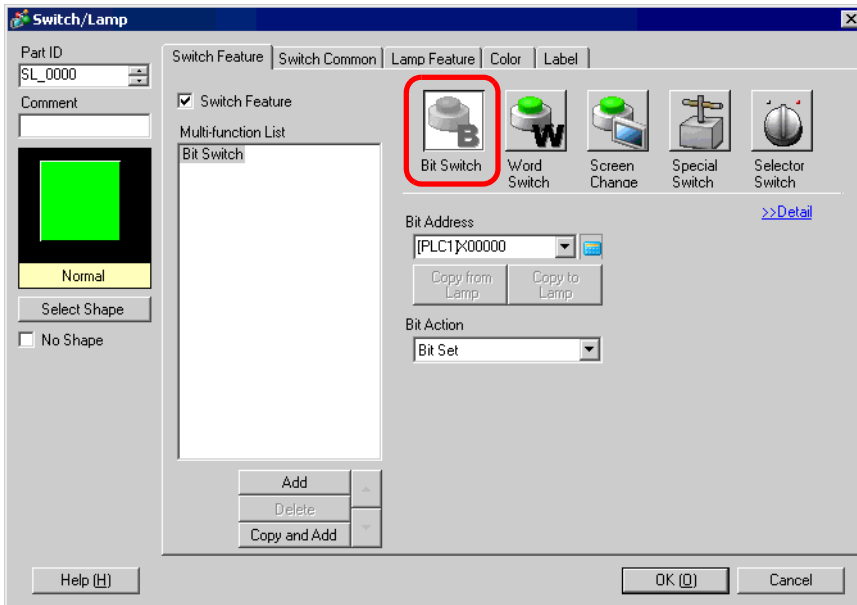 Switch/Lamp
Part ID
SL_0000
Comment
Normal
Select Shape
No Shape
Switch Feature
Switch Common
Lamp Feature
Color
Label
Switch Feature
Multi-function List
Bit Switch
Add
Delete
Copy and Add
B
W
Bit Switch
Word
Switch
Screen
Change
Special
Switch
Selector
Switch
>>Detail
Bit Address
[PLC1]X00000
Copy from
Lamp
Copy to
Lamp
Bit Action
Bit Set
Help (H)
OK (O)
Cancel